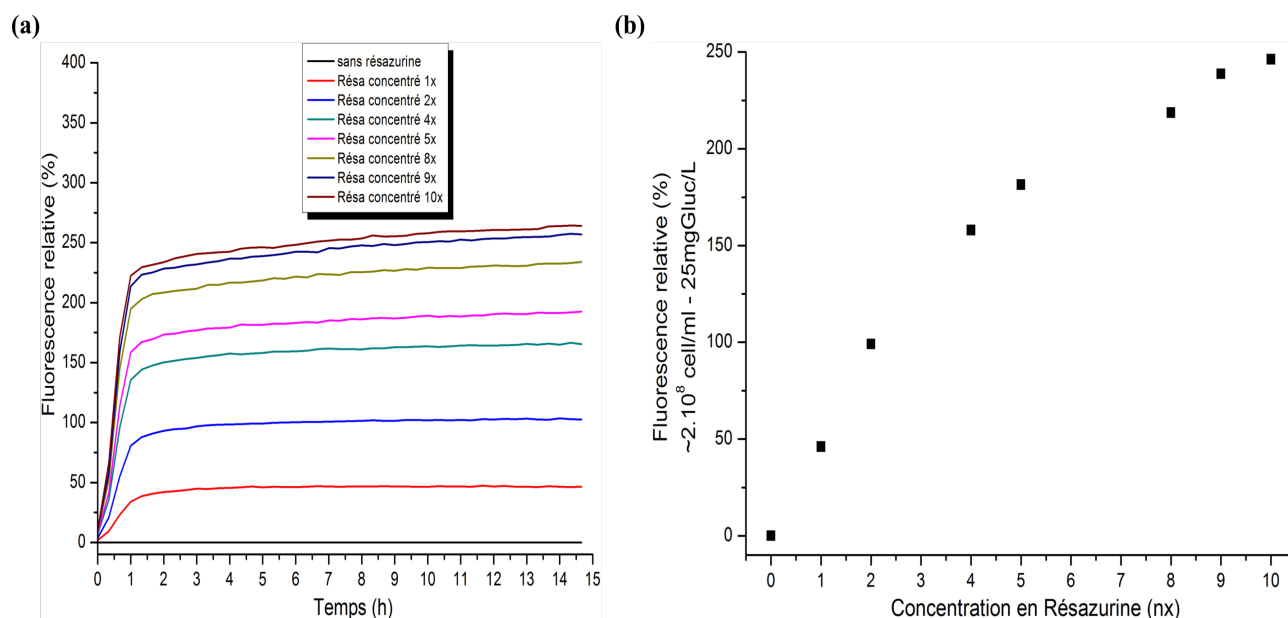 (a)
400
350
300
250
200
150
100
50
0
Fluorescence relative (%)
sans résazurine
Résa concentré 1x
Résa concentré 2x
Résa concentré 4x
Résa concentré 5x
Résa concentré 8x
Résa concentré 9x
Résa concentré 10x
0 1 2 3 4 5 6 7 8 9 10 11 12 13 14 15
Temps (h)
(b)
250
200
150
100
50
0
Fluorescence relative (%)
~2.10⁸ cell/ml - 25mgGluc/L
0 1 2 3 4 5 6 7 8 9 10
Concentration en Résazurine (nx)